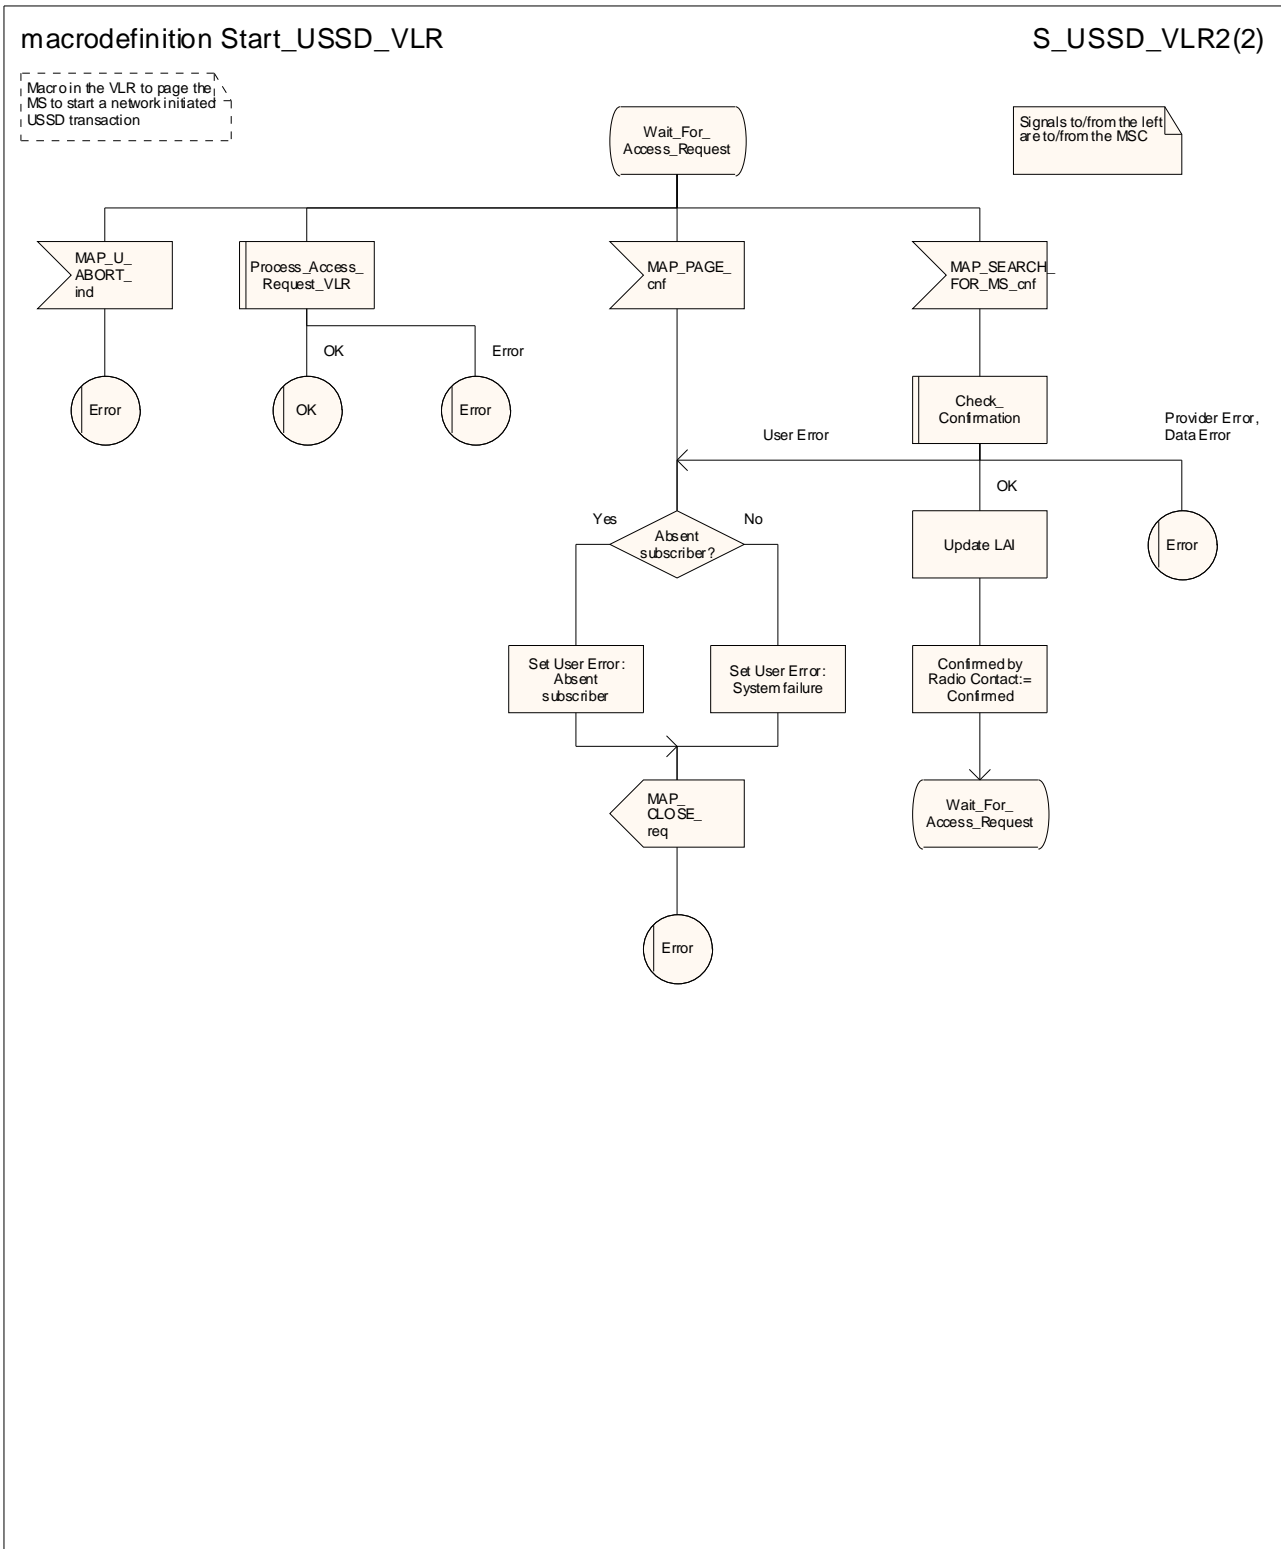 macrodefinition Start_USSD_VLR
S_USSD_VLR2(2)
Macro in the VLR to page the
MS to start a network initiated
USSD transaction
Wait_For_
Access_Request
Signals to/from the left
are to/from the MSC
MAP_U_
ABORT_
ind
Process_Access_
Request_VLR
MAP_PAGE_
cnf
MAP_SEARCH_
FOR_MS_cnf
OK
Error
Error
OK
Error
Check_
Confirmation
User Error
Provider Error,
Data Error
OK
Yes
No
Absent
subscriber?
Update LAI
Error
Set User Error:
Absent
subscriber
Set User Error:
System failure
Confirmed by
Radio Contact:=
Confirmed
MAP_
CLOSE_
req
Wait_For_
Access_Request
Error